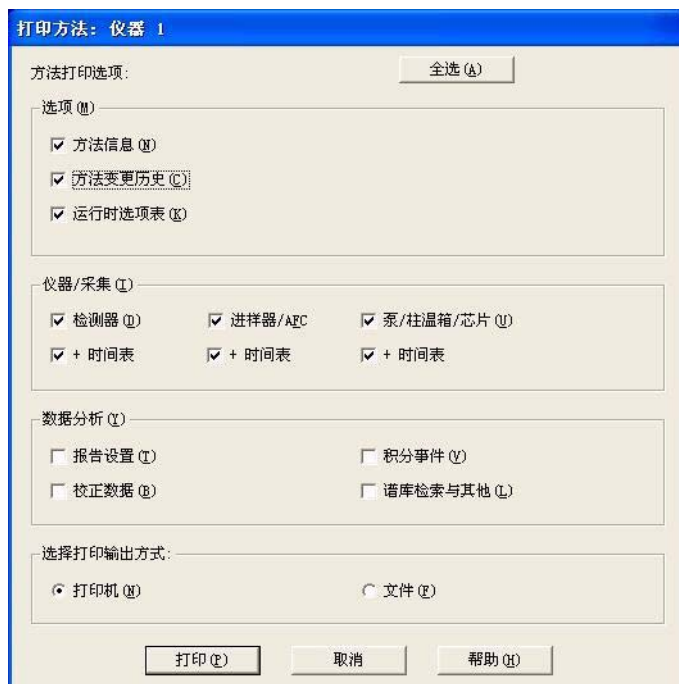 打印方法: 仪器 1
方法打印选项:
全选(A)
选项(M)
方法信息(N)
方法变更历史(C)
运行时选项表(K)
仪器/采集(I)
检测器(D) 进样器/AFC 泵/柱温箱/芯片(U)
+ 时间表 + 时间表 + 时间表
数据分析(Y)
报告设置(T) 积分事件(V)
校正数据(B) 谱库检索与其他(L)
选择打印输出方式:
打印机(N) 文件(F)
打印(P) 取消 帮助(H)